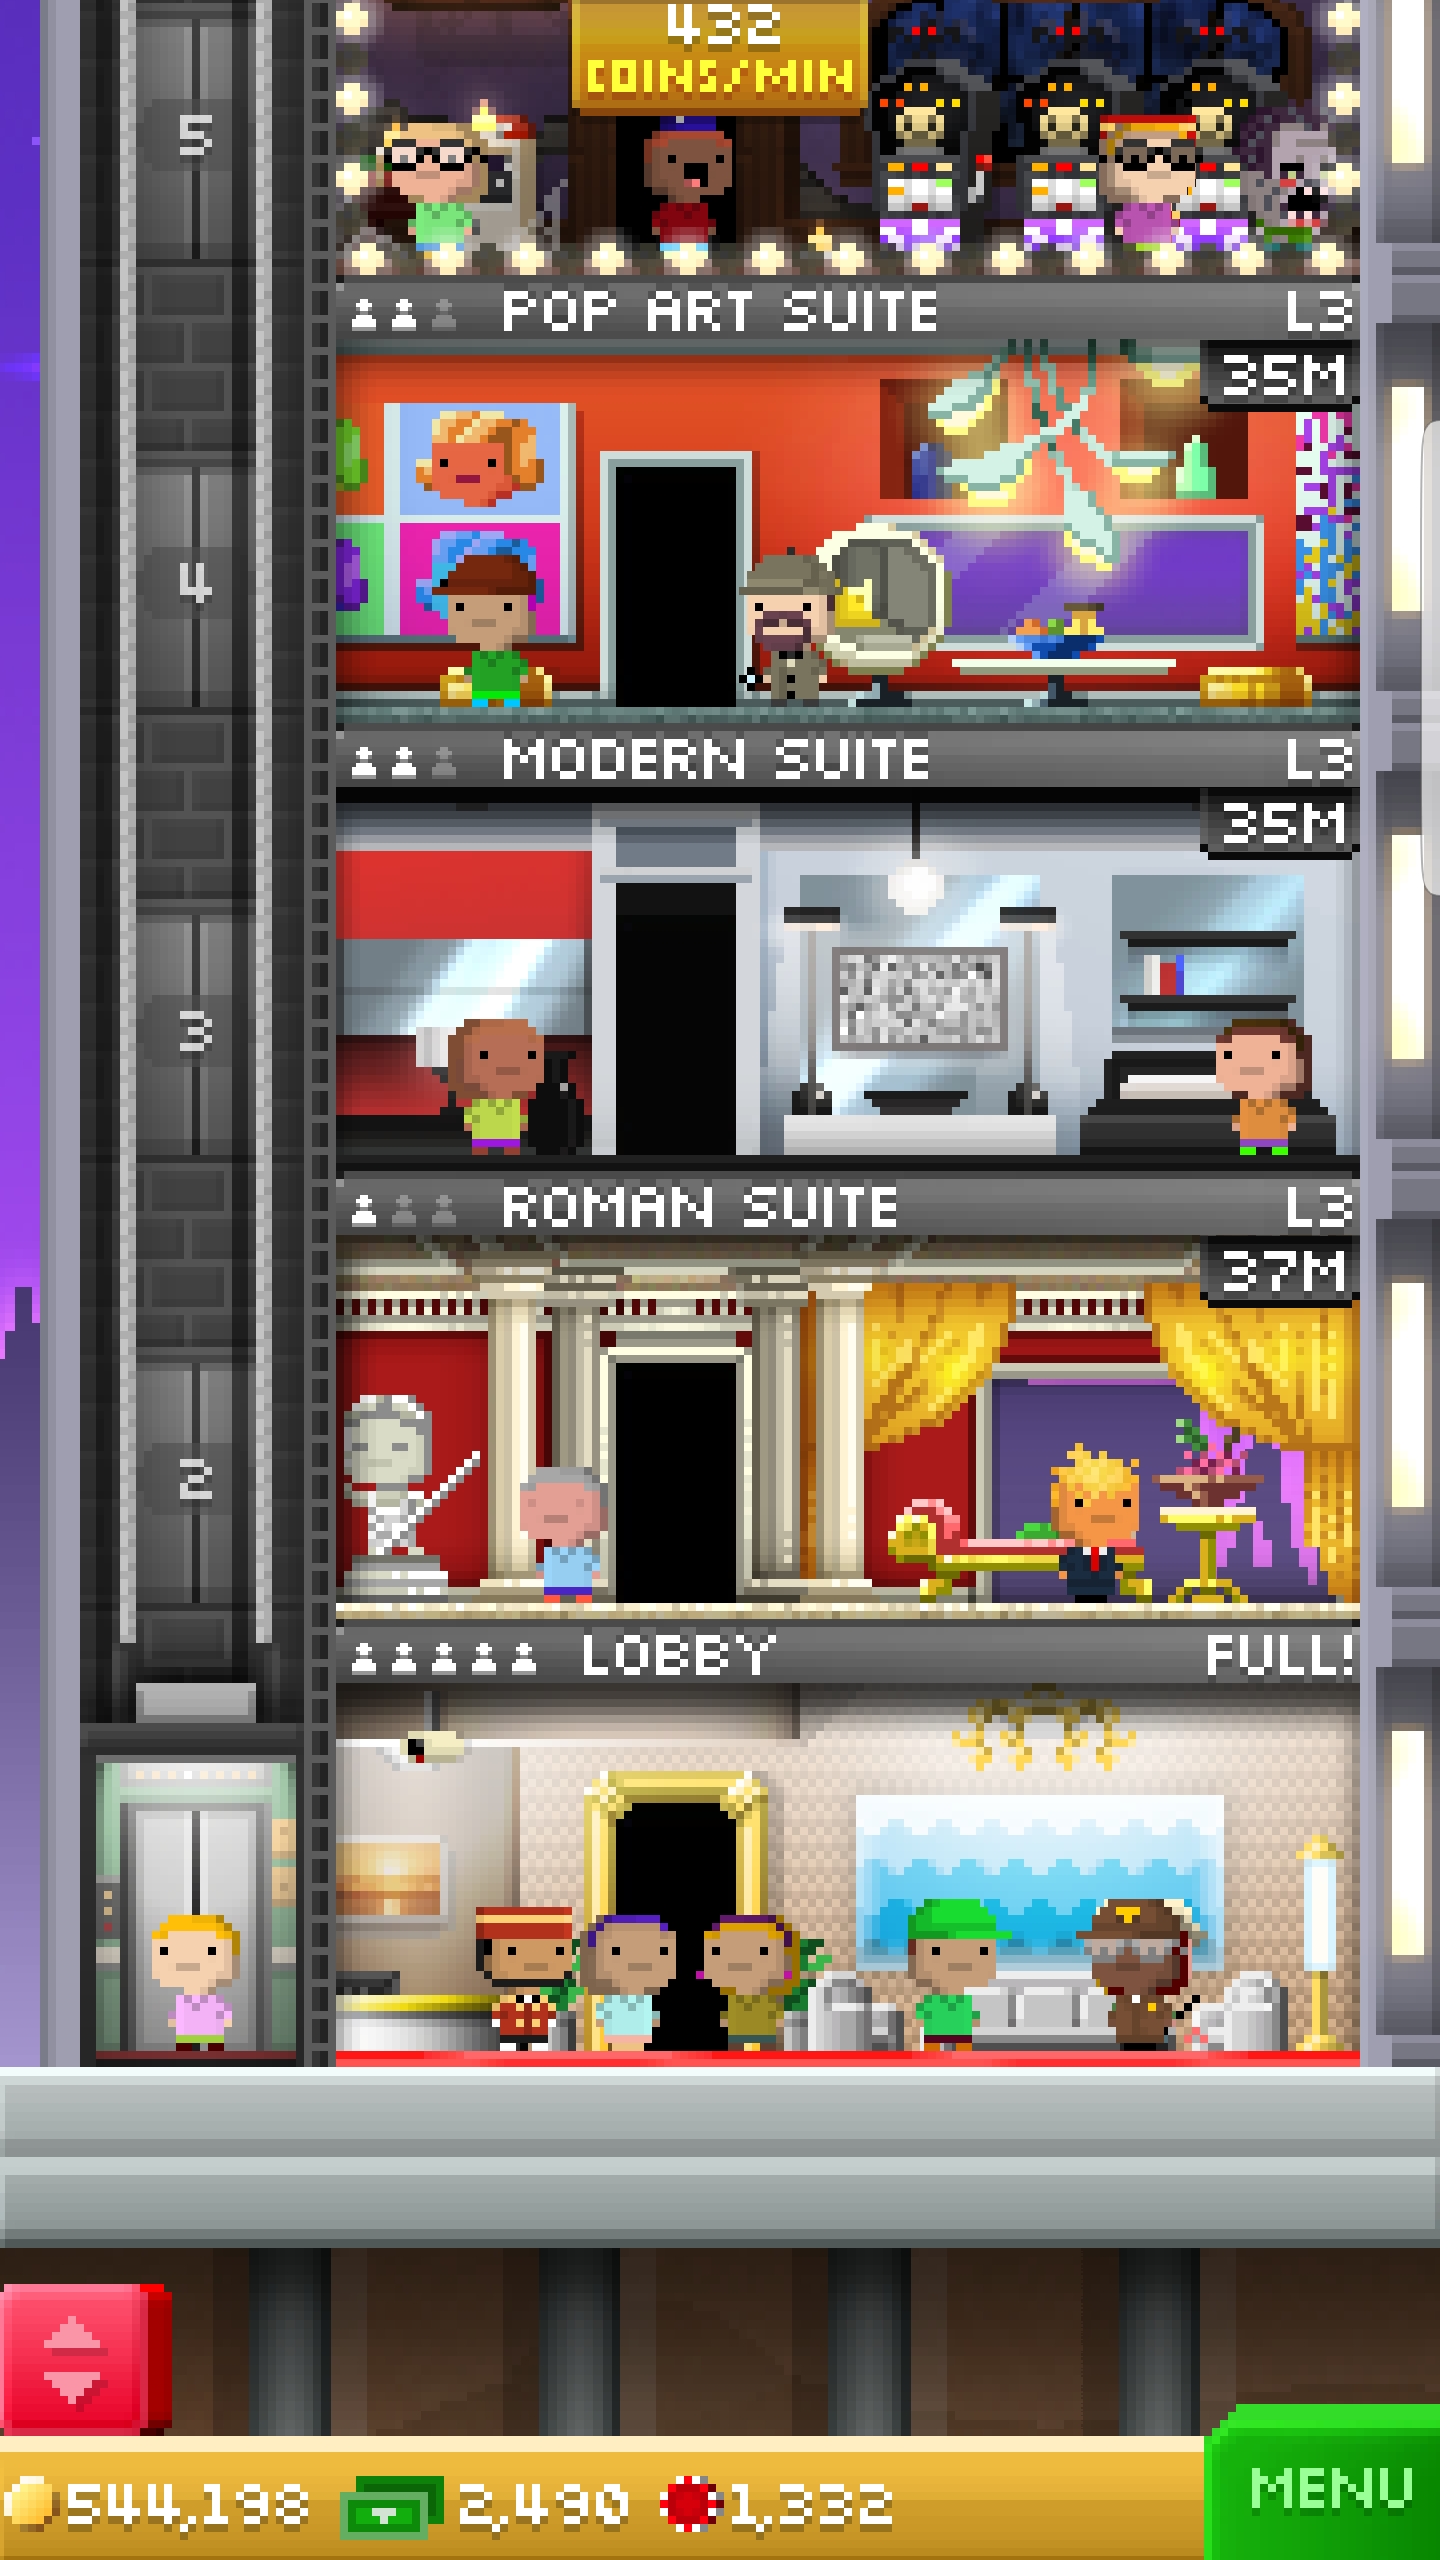 432
COINS/MIN
5
POP ART SUITE L3
35M
4
MODERN SUITE L3
35M
3
ROMAN SUITE L3
37M
2
LOBBY FULL!
544,198 2,490 1,332
MENU